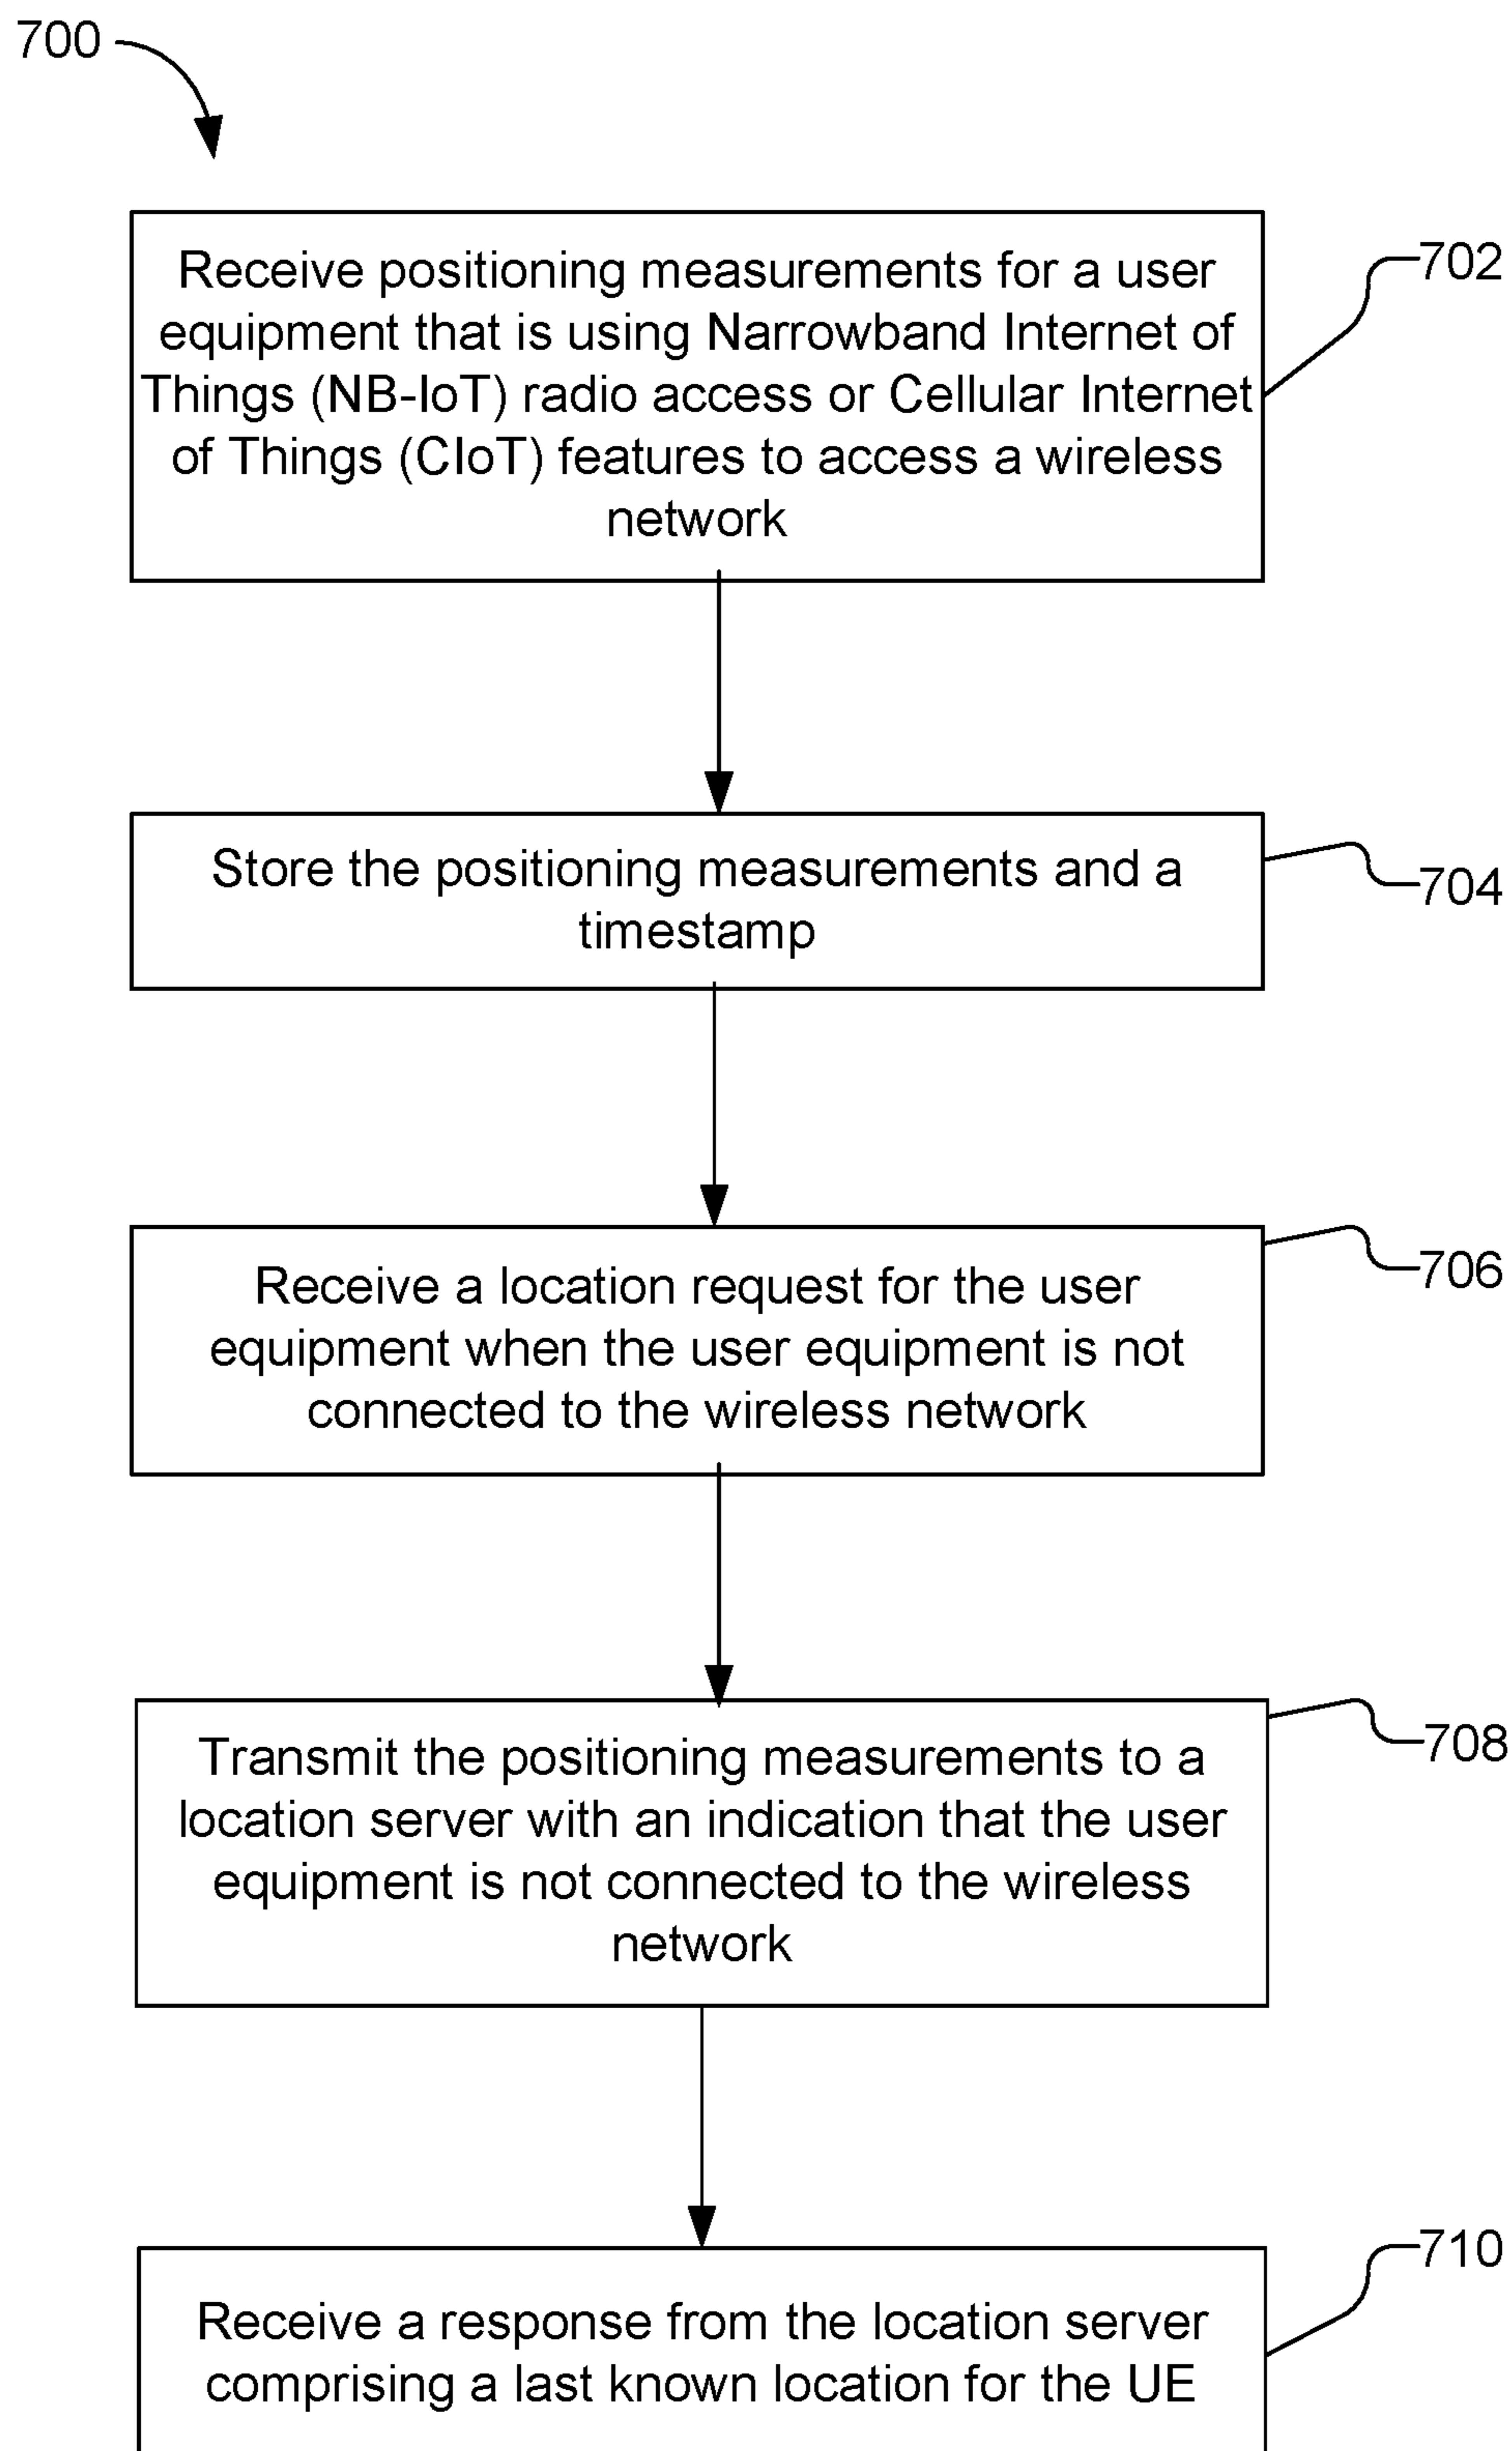 700
Receive positioning measurements for a user
equipment that is using Narrowband Internet of
Things (NB-IoT) radio access or Cellular Internet
of Things (CIoT) features to access a wireless
network
702
Store the positioning measurements and a
timestamp
704
Receive a location request for the user
equipment when the user equipment is not
connected to the wireless network
706
Transmit the positioning measurements to a
location server with an indication that the user
equipment is not connected to the wireless
network
708
Receive a response from the location server
comprising a last known location for the UE
710